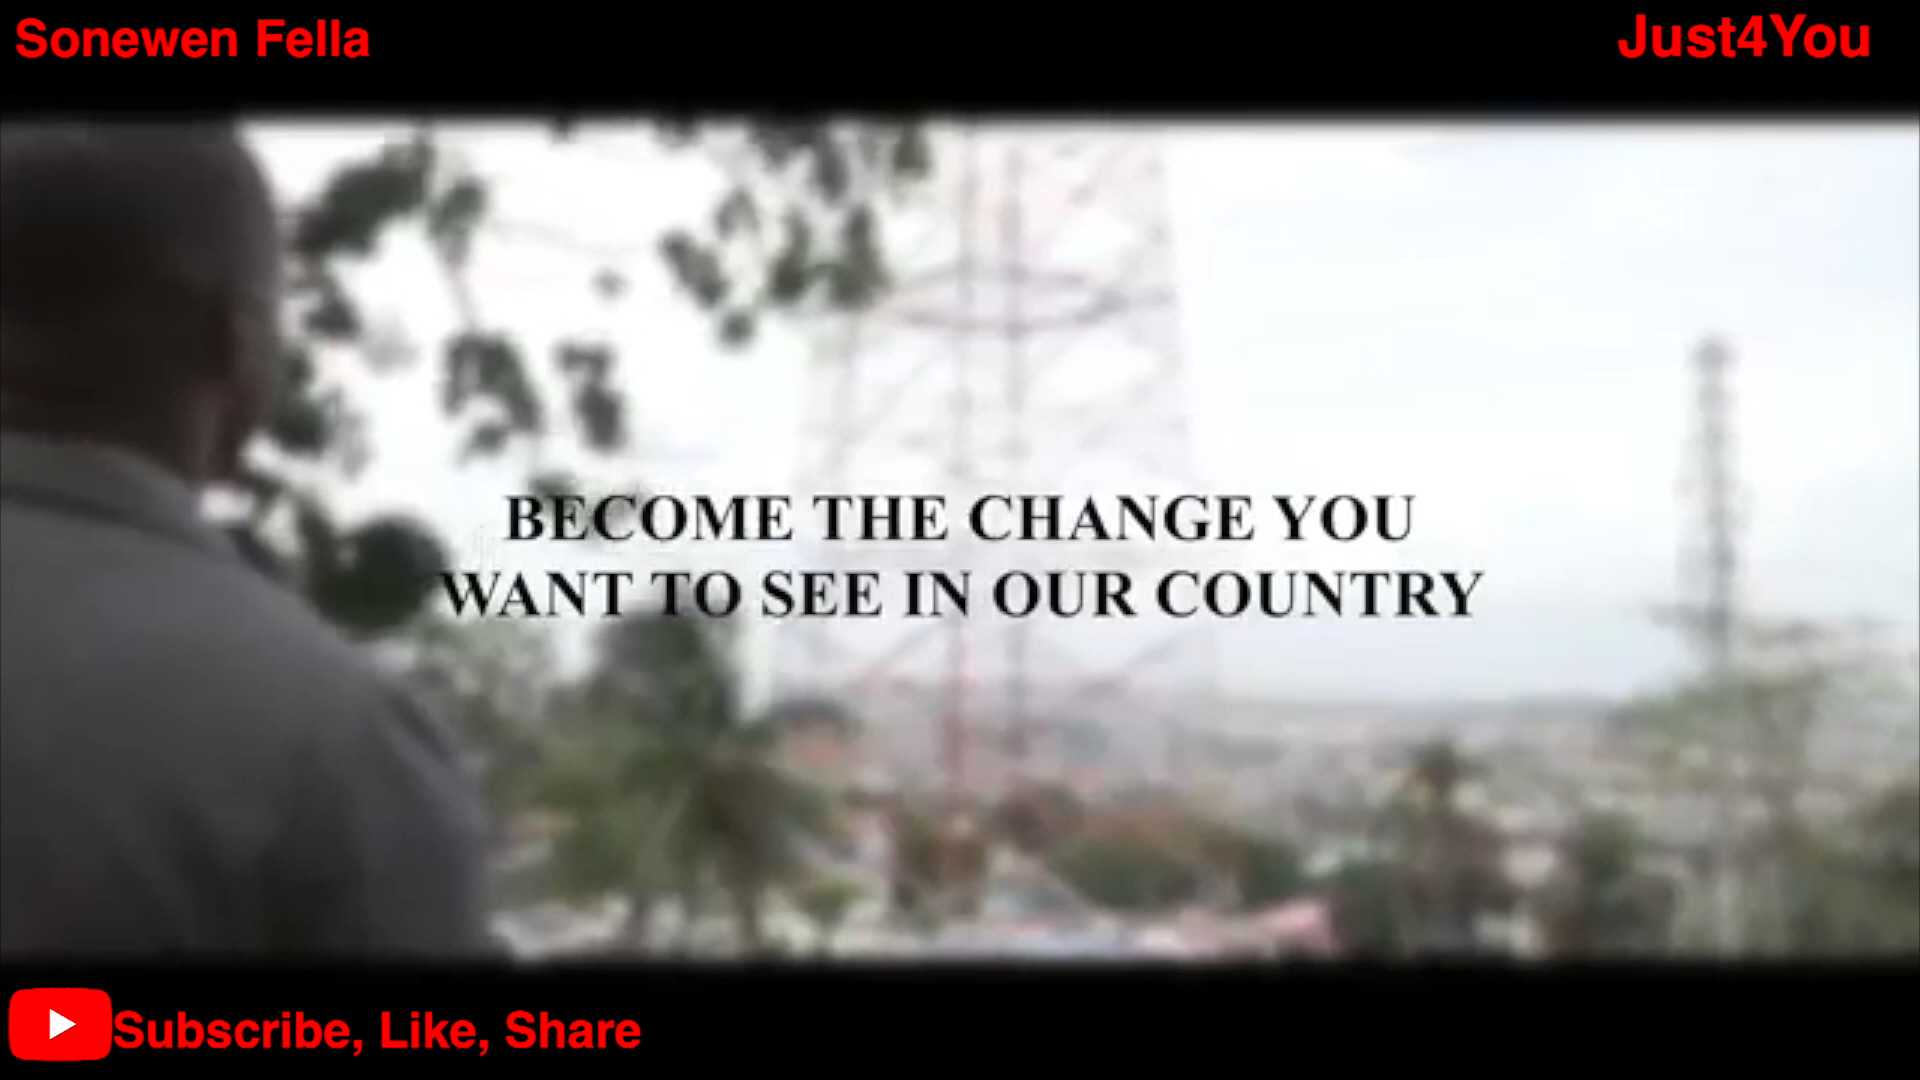 Sonewen Fella
Just4You
BECOME THE CHANGE YOU
WANT TO SEE IN OUR COUNTRY
Subscribe, Like, Share